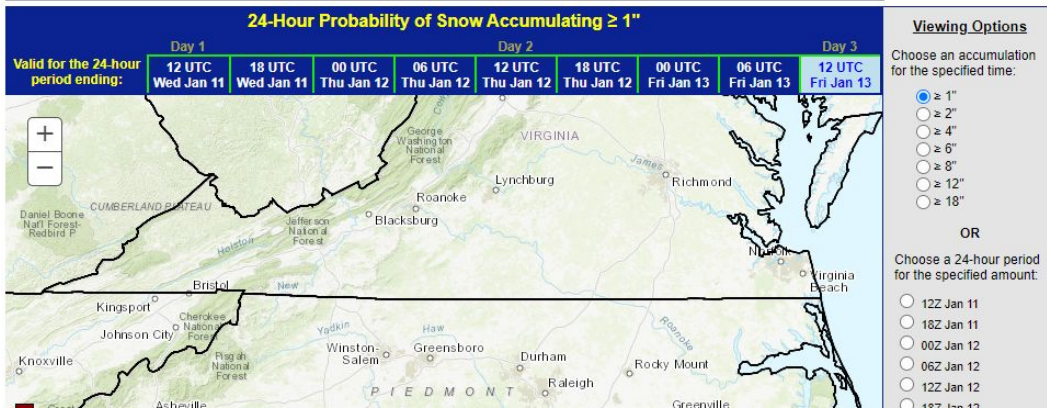 24-Hour Probability of Snow Accumulating ≥ 1"
Day 1 Day 2 Day 3
Valid for the 24-hour period ending:
12 UTC Wed Jan 11
18 UTC Wed Jan 11
00 UTC Thu Jan 12
06 UTC Thu Jan 12
12 UTC Thu Jan 12
18 UTC Thu Jan 12
00 UTC Fri Jan 13
06 UTC Fri Jan 13
12 UTC Fri Jan 13
+
−
George
Washington
National
Forest
VIRGINIA
James
Lynchburg
Richmond
Roanoke
Daniel Boone
Nat'l Forest-
Redbird P
CUMBERLAND PLATEAU
Jefferson
National
Forest
Blacksburg
Holston
Norfolk
Virginia
Beach
Bristol
New
Kingsport
Cherokee
National
Forest
Johnson City
Yadkin
Haw
Roanoke
Winston-
Salem
Greensboro
Durham
Rocky Mount
Knoxville
Pisgah
National
Forest
PIEDMONT
Raleigh
Asheville
Greenville
Viewing Options
Choose an accumulation
for the specified time:
≥ 1"
≥ 2"
≥ 4"
≥ 6"
≥ 8"
≥ 12"
≥ 18"
OR
Choose a 24-hour period
for the specified amount:
12Z Jan 11
18Z Jan 11
00Z Jan 12
06Z Jan 12
12Z Jan 12
18Z Jan 12